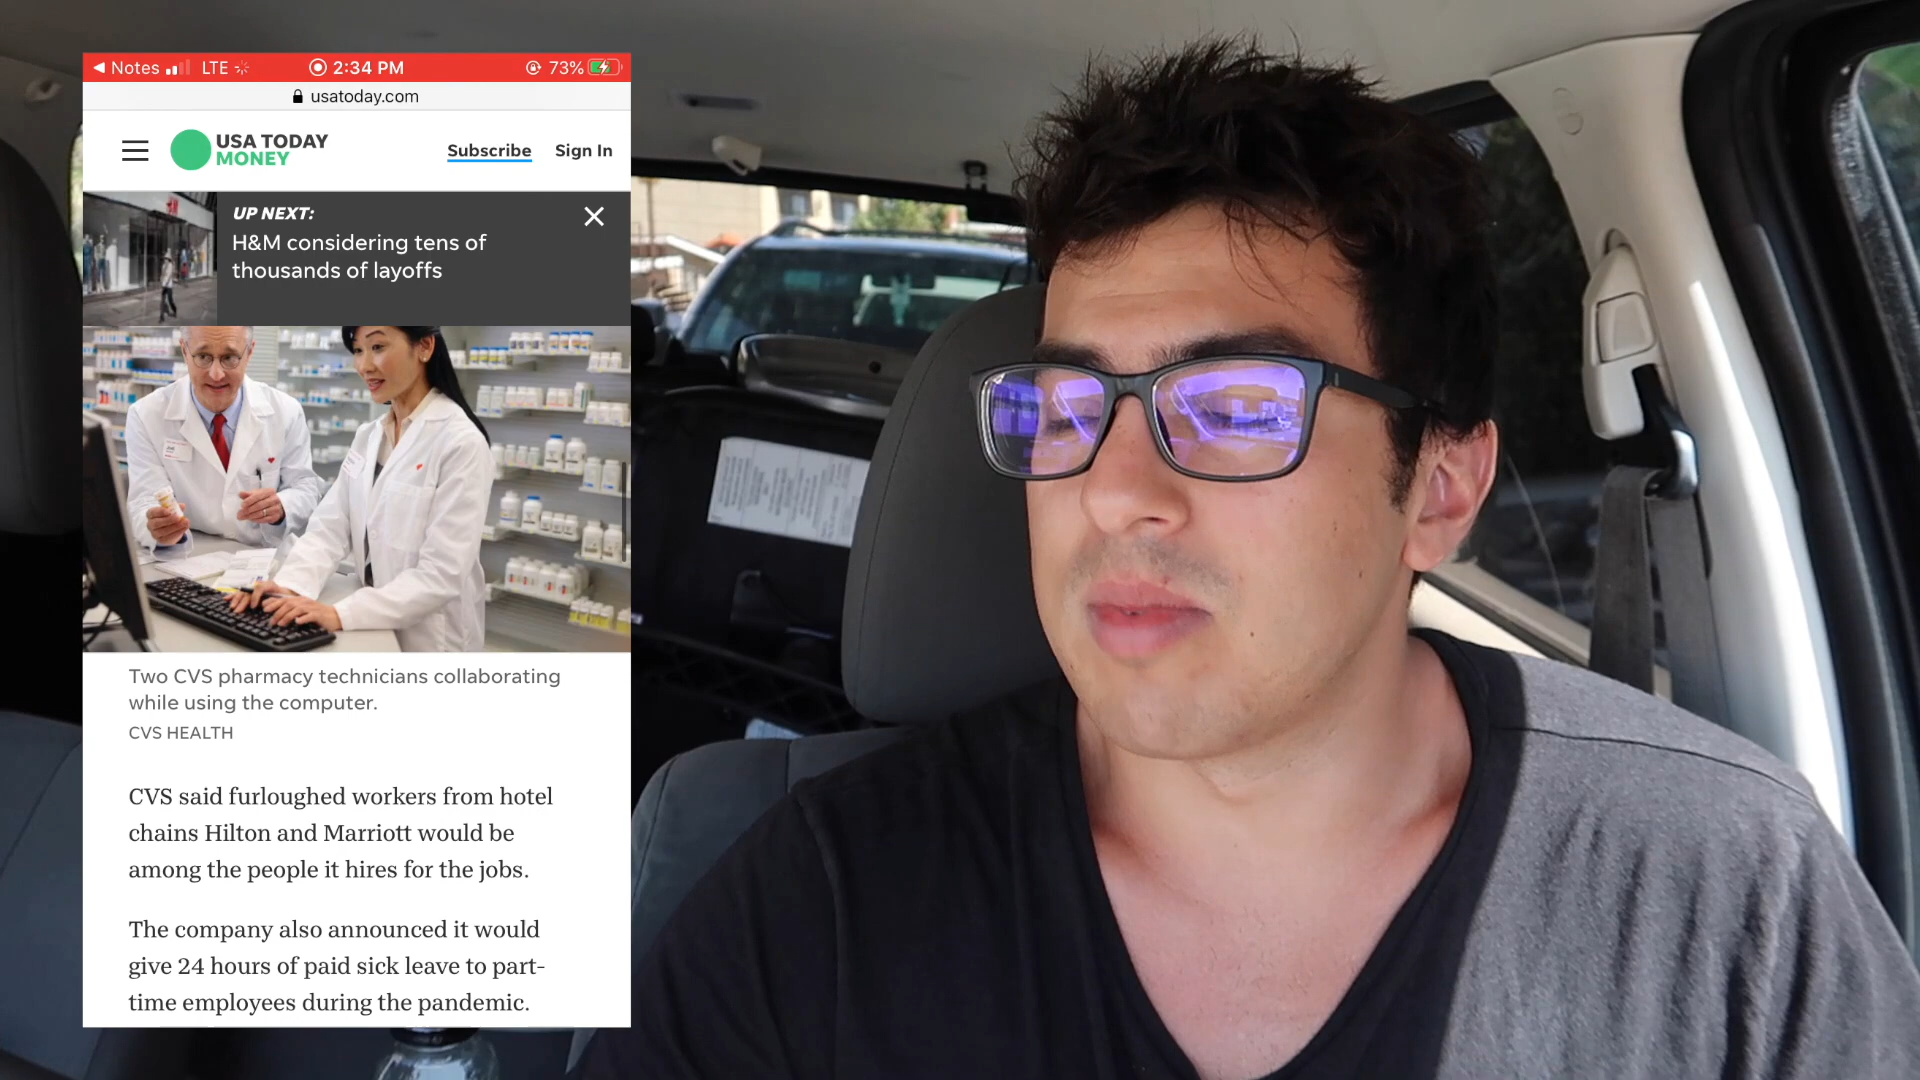 Notes LTE 2:34 PM 73%
usatoday.com
USA TODAY
MONEY
Subscribe Sign In
UP NEXT:
H&M considering tens of
thousands of layoffs
H&M
Two CVS pharmacy technicians collaborating
while using the computer.
CVS HEALTH
CVS said furloughed workers from hotel
chains Hilton and Marriott would be
among the people it hires for the jobs.
The company also announced it would
give 24 hours of paid sick leave to part-
time employees during the pandemic.